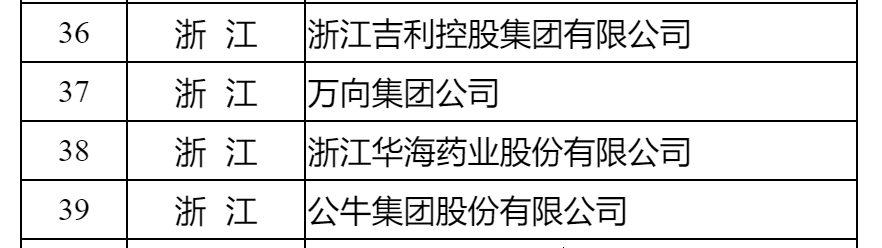 36 浙 江 浙江吉利控股集团有限公司
37 浙 江 万向集团公司
38 浙 江 浙江华海药业股份有限公司
39 浙 江 公牛集团股份有限公司